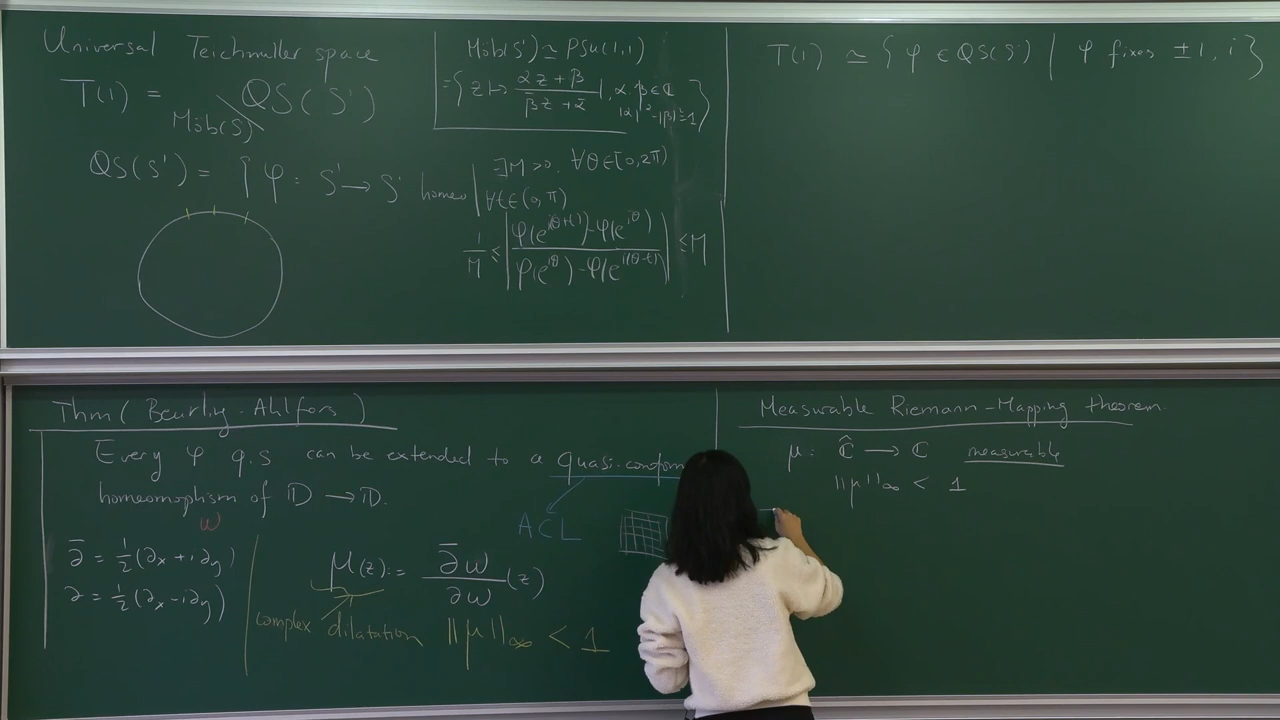 Universal Teichmuller space
T(1) = Möb(S¹)\QS(S¹)
Möb(S¹) ≃ PSU(1,1)
= { z ↦ (αz + β)/(β̄z + ᾱ), α, β ∈ ℂ
|α|² - |β|² = 1 }
QS(S¹) = { φ : S¹ → S¹ homeo | ∃M > 0, ∀θ ∈ [0, 2π)
∀t ∈ (0, π)
1/M ≤ | (φ(e^{i(θ+t)}) - φ(e^{iθ})) / (φ(e^{iθ}) - φ(e^{i(θ-t)})) | ≤ M
T(1) ≃ { φ ∈ QS(S¹) | φ fixes ±1, i }
Thm (Beurling-Ahlfors)
Every φ q.s can be extended to a quasi-conform
homeomophism of 𝔻 → 𝔻.
ω
ACL
∂̄ = 1/2 (∂x + i∂y)
∂ = 1/2 (∂x - i∂y)
μ(z) := ∂̄ω/∂ω (z)
complex dilatation ||μ||∞ < 1
Measurable Riemann-Mapping theorem.
μ: ℂ̂ → ℂ measurable
||μ||∞ < 1